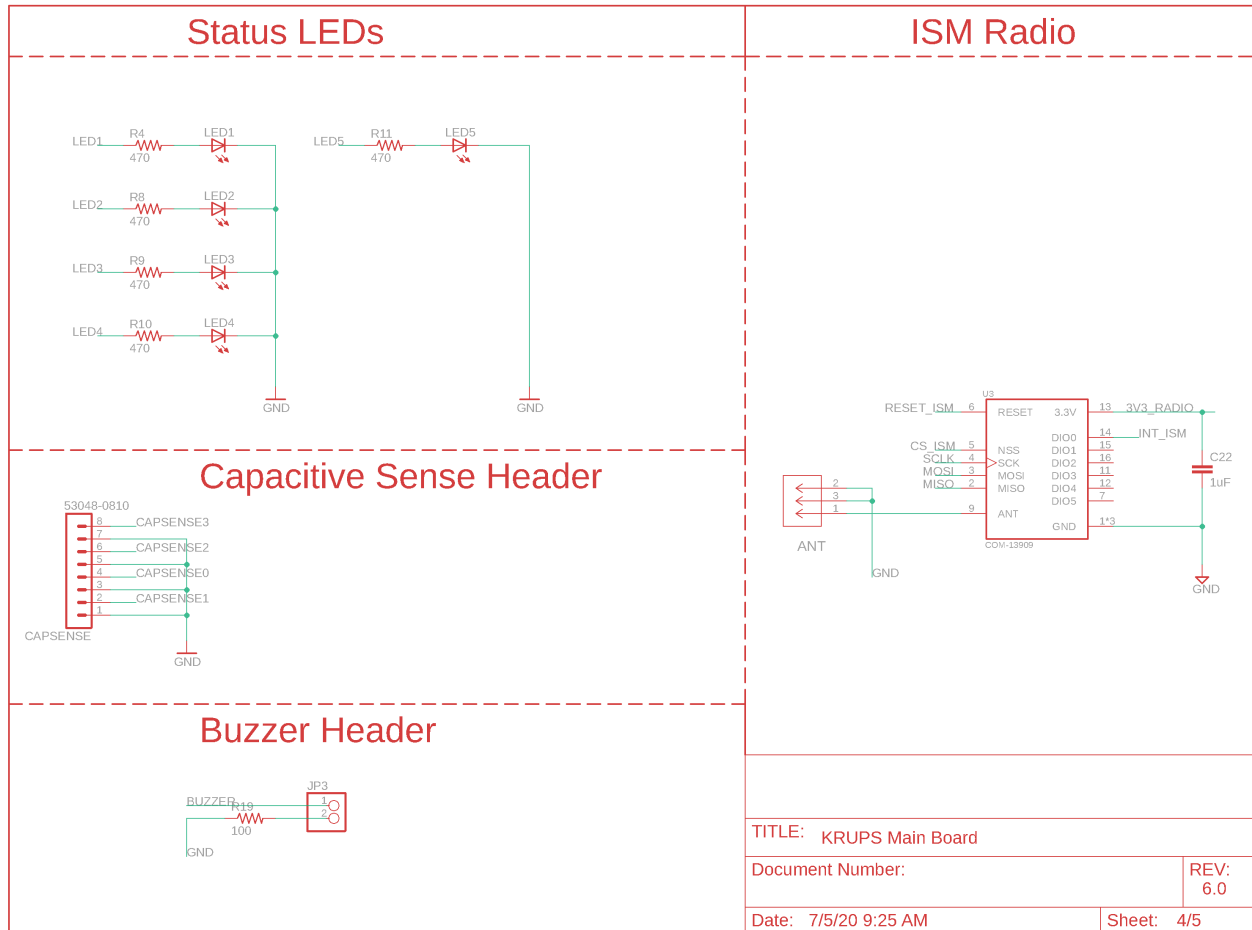 Status LEDs
ISM Radio
LED1
R4
470
LED1
LED5
R11
470
LED5
LED2
R8
470
LED2
LED3
R9
470
LED3
LED4
R10
470
LED4
GND
GND
Capacitive Sense Header
53048-0810
8
CAPSENSE3
7
6
CAPSENSE2
5
4
CAPSENSE0
3
2
CAPSENSE1
1
CAPSENSE
GND
Buzzer Header
JP3
BUZZER
1
R19
2
100
GND
U3
RESET_ISM
6
RESET
3.3V
13
3V3_RADIO
DIO0
14
INT_ISM
CS_ISM
5
NSS
DIO1
15
SCLK
4
SCK
DIO2
16
MOSI
3
MOSI
DIO3
11
MISO
2
MISO
DIO4
12
DIO5
7
9
ANT
GND
1*3
COM-13909
C22
1uF
GND
2
3
1
ANT
GND
TITLE:
KRUPS Main Board
Document Number:
REV:
6.0
Date: 7/5/20 9:25 AM
Sheet: 4/5